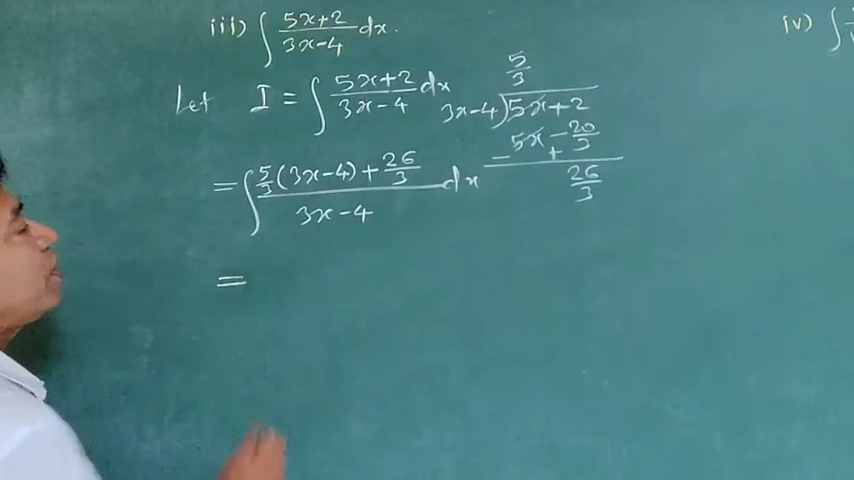 iii) ∫ (5x+2)/(3x-4) dx.
iv) ∫
Let I = ∫ (5x+2)/(3x-4) dx
5/3
3x-4) 5x+2
5x - 20/3
- +
26/3
= ∫ (5/3 (3x-4) + 26/3)/(3x-4) dx
=